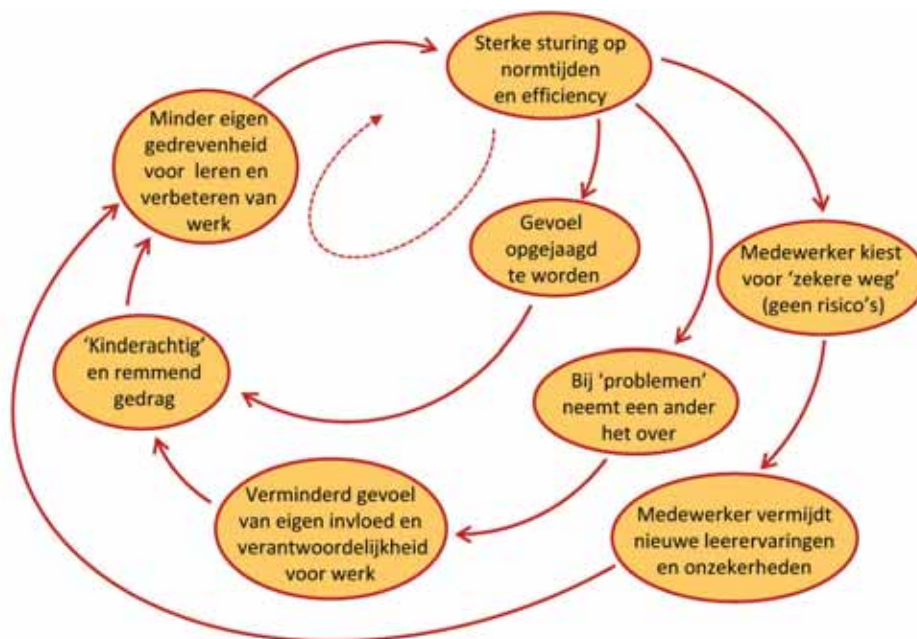 Sterke sturing op
normtijden
en efficiency
Minder eigen
gedrevenheid
voor leren en
verbeteren van
werk
Gevoel
opgejaagd
te worden
Medewerker kiest
voor ‘zekere weg’
(geen risico’s)
‘Kinderachtig’
en remmend
gedrag
Bij ‘problemen’
neemt een ander
het over
Verminderd gevoel
van eigen invloed en
verantwoordelijkheid
voor werk
Medewerker vermijdt
nieuwe leerervaringen
en onzekerheden